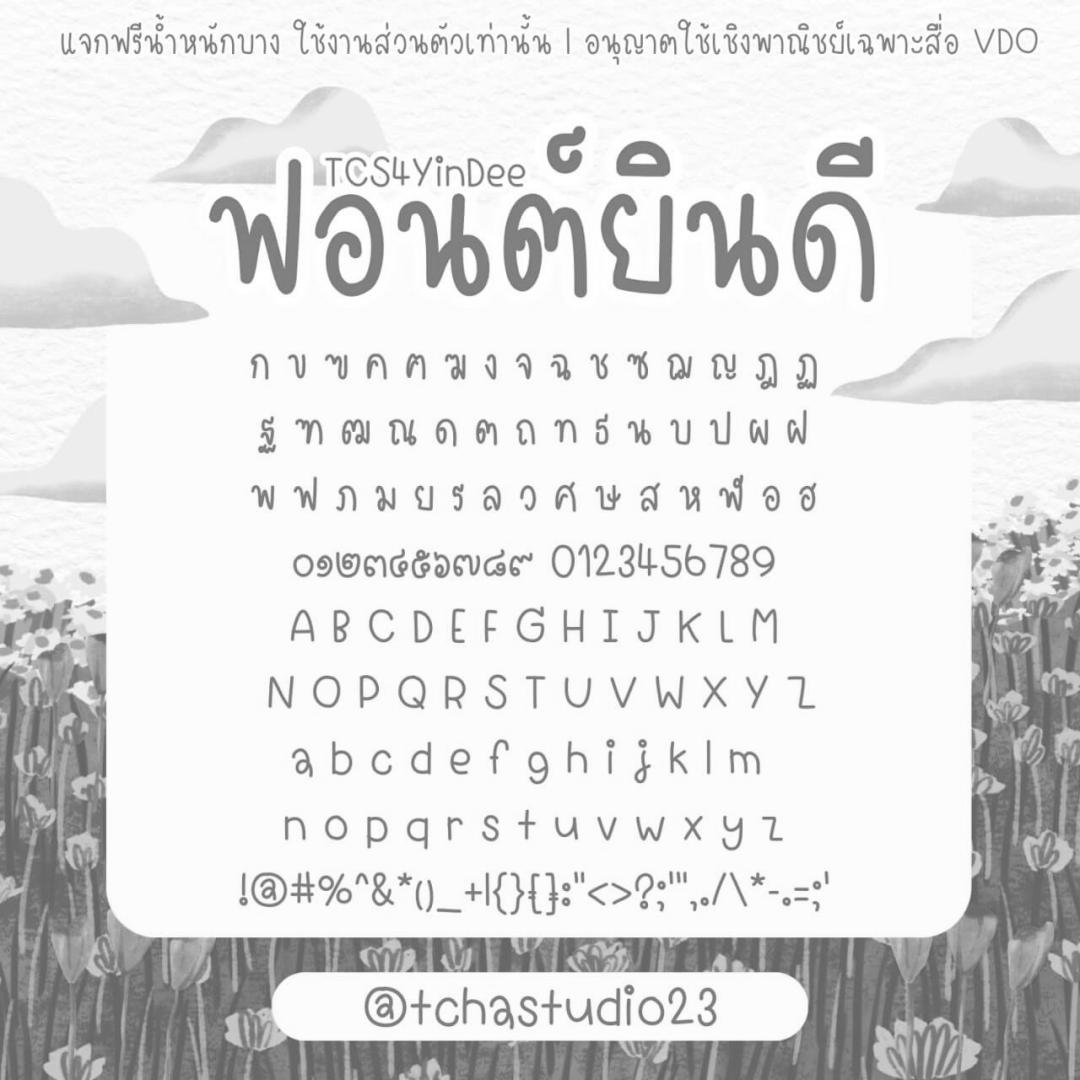 แจกฟรีน้ำหนักบาง ใช้งานส่วนตัวเท่านั้น | อนุญาตใช้เชิงพาณิชย์เฉพาะสื่อ VDO
TCS4YinDee
ฟอนต์ยินดี
ก ข ฃ ค ฅ ฆ ง จ ฉ ช ซ ฌ ญ ฎ ฏ
ฐ ฑ ฒ ณ ด ต ถ ท ธ น บ ป ผ ฝ
พ ฟ ภ ม ย ร ล ว ศ ษ ส ห ฬ อ ฮ
๐๑๒๓๔๕๖๗๘๙ 0123456789
A B C D E F G H I J K L M
N O P Q R S T U V W X Y Z
a b c d e f g h i j k l m
n o p q r s t u v w x y z
!@#%^&*()_+|{}[]:"<>?;'",./\*-.=;'
@tchastudio23